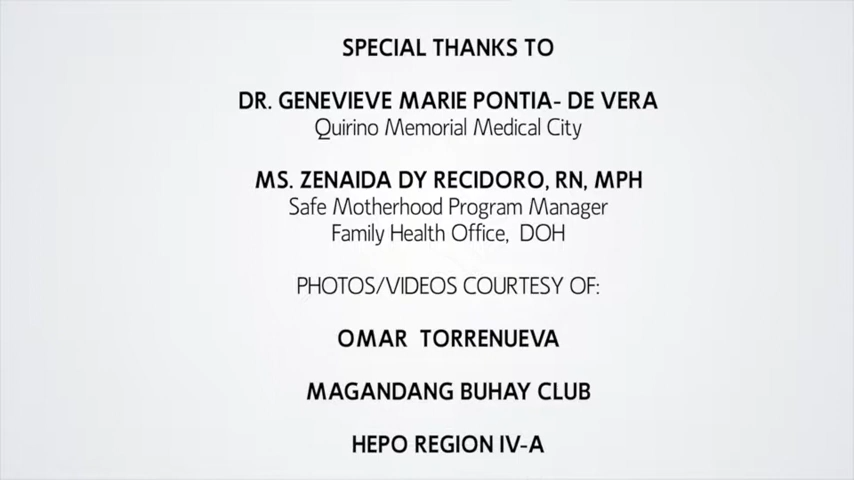 SPECIAL THANKS TO
DR. GENEVIEVE MARIE PONTIA- DE VERA
Quirino Memorial Medical City
MS. ZENAIDA DY RECIDORO, RN, MPH
Safe Motherhood Program Manager
Family Health Office, DOH
PHOTOS/VIDEOS COURTESY OF:
OMAR TORRENUEVA
MAGANDANG BUHAY CLUB
HEPO REGION IV-A